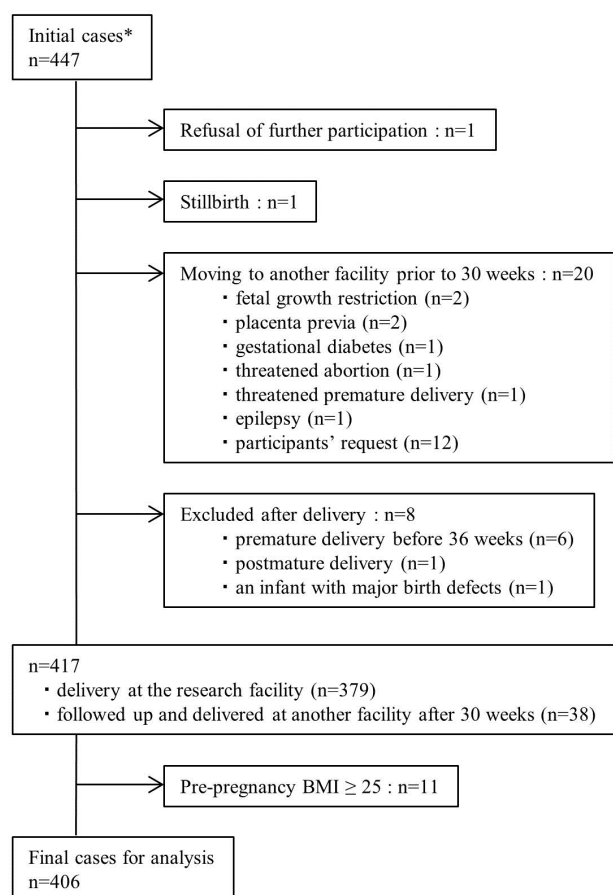 Initial cases*
n=447
Refusal of further participation : n=1
Stillbirth : n=1
Moving to another facility prior to 30 weeks : n=20
・fetal growth restriction (n=2)
・placenta previa (n=2)
・gestational diabetes (n=1)
・threatened abortion (n=1)
・threatened premature delivery (n=1)
・epilepsy (n=1)
・participants’ request (n=12)
Excluded after delivery : n=8
・premature delivery before 36 weeks (n=6)
・postmature delivery (n=1)
・an infant with major birth defects (n=1)
n=417
・delivery at the research facility (n=379)
・followed up and delivered at another facility after 30 weeks (n=38)
Pre-pregnancy BMI ≥ 25 : n=11
Final cases for analysis
n=406